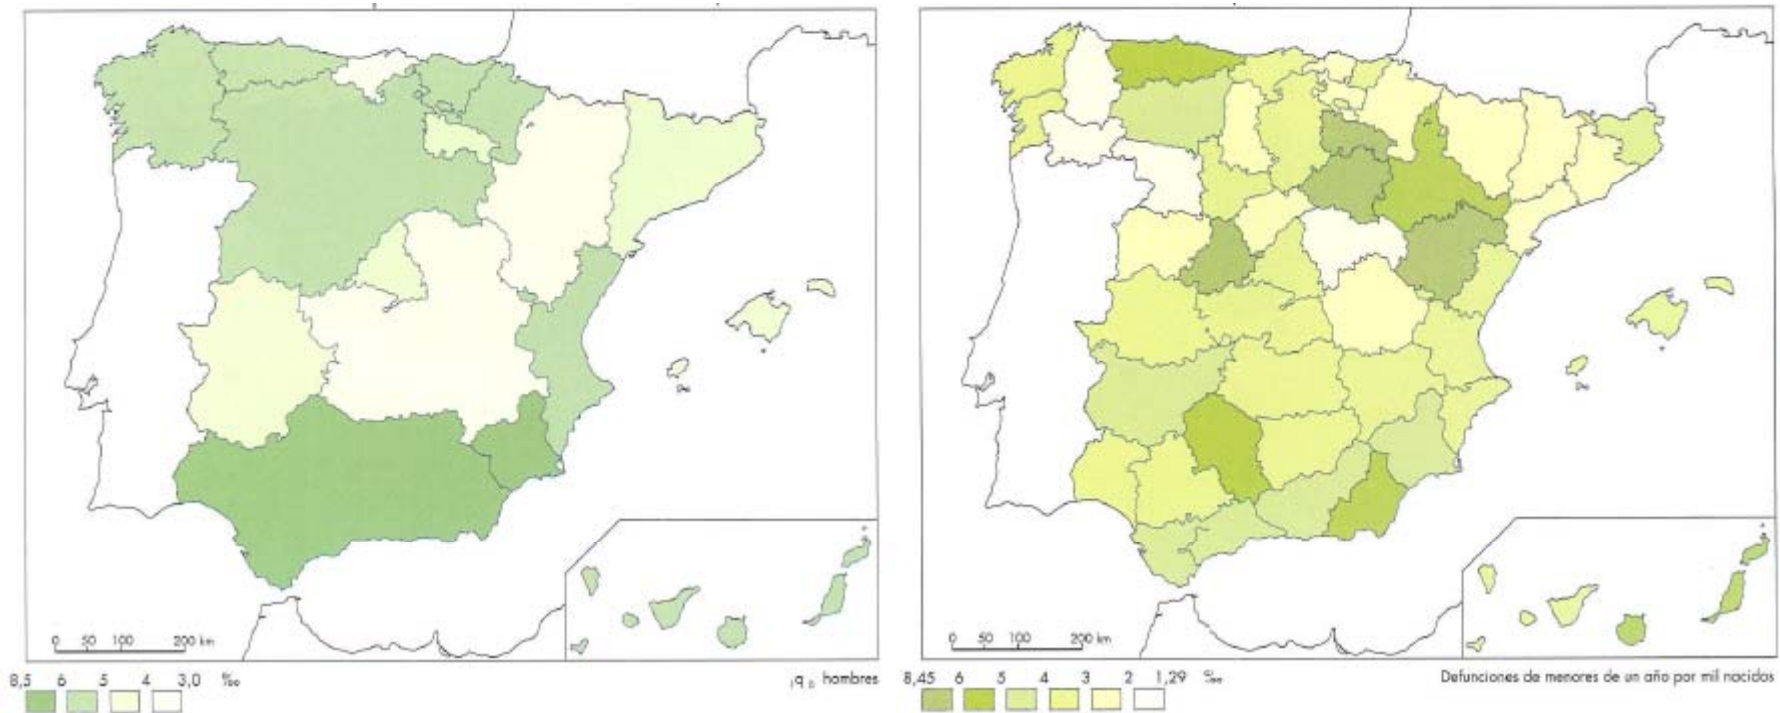 0 50 100 200 km
8,5 6 5 4 3,0 ‰
hombres
0 50 100 200 km
8,45 6 5 4 3 2 1,29 ‰
Defunciones de menores de un año por mil nacidos